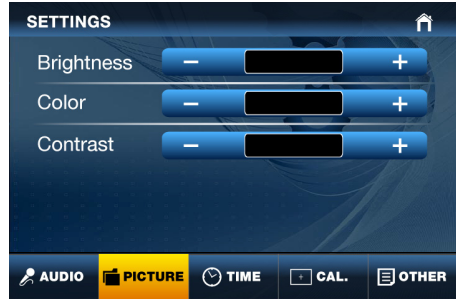 SETTINGS
Brightness - +
Color - +
Contrast - +
AUDIO PICTURE TIME + CAL. OTHER